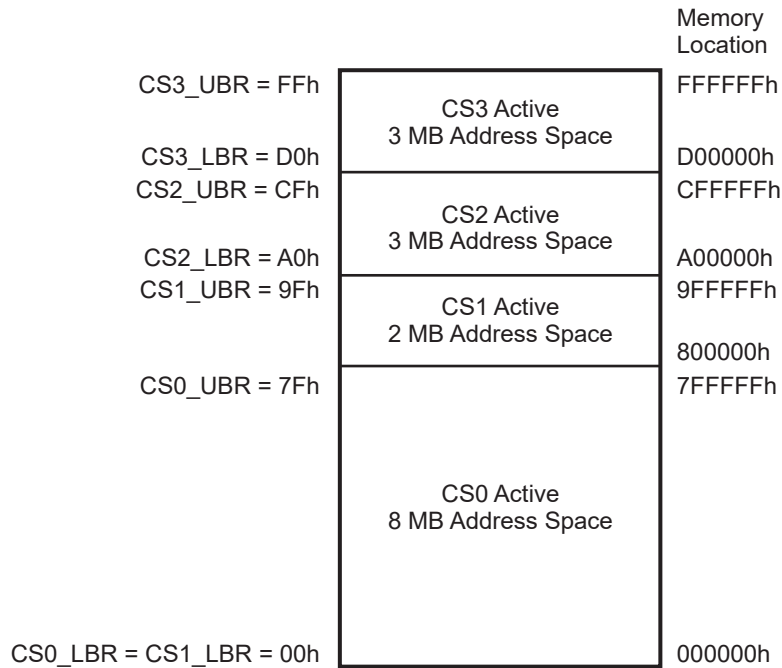 Memory
Location
CS3_UBR = FFh
FFFFFFh
CS3 Active
3 MB Address Space
CS3_LBR = D0h
D00000h
CS2_UBR = CFh
CFFFFFh
CS2 Active
3 MB Address Space
CS2_LBR = A0h
A00000h
CS1_UBR = 9Fh
9FFFFFh
CS1 Active
2 MB Address Space
800000h
CS0_UBR = 7Fh
7FFFFFh
CS0 Active
8 MB Address Space
CS0_LBR = CS1_LBR = 00h
000000h